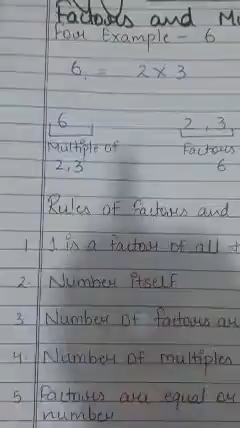 Factors and
For Example - 6
6 = 2 x 3
6 2, 3
Multiple of Factors
2, 3 6
Rules of factors and
1. 1 is a factor of all
2. Number itself
3. Number of factors
4. Number of multiples
5. Factors are equal or
number